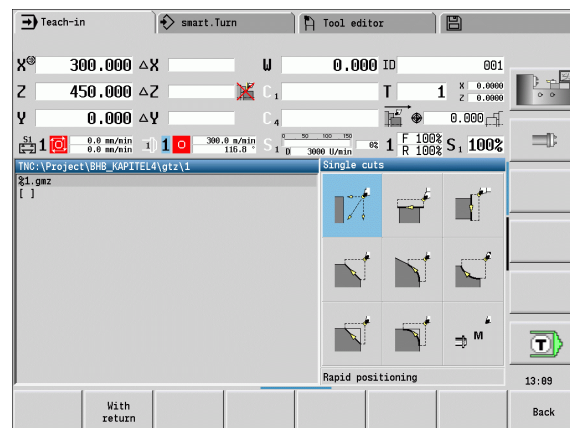 Teach-in smart.Turn Tool editor
X 300.000 △X W 0.000 ID 001
Z 450.000 △Z C1 T 1 X 0.0000
Z 0.0000
Y 0.000 △Y C4 0.000
S1 1 0.0 mm/min 1 1 300.0 m/min S1 0 50 100 150 0% 1 F 100% S1 100%
0.0 mm/min 116.8 ° D 3000 U/min R 100%
TNC:\Project\BHB_KAPITEL4\gtz\1 Single cuts
%1.gmz
[ ]
M
T
Rapid positioning
13:09
With
return
Back